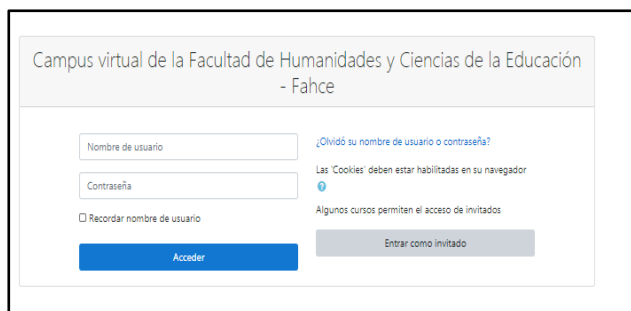 Campus virtual de la Facultad de Humanidades y Ciencias de la Educación
- Fahce
Nombre de usuario
Contraseña
Recordar nombre de usuario
Acceder
¿Olvidó su nombre de usuario o contraseña?
Las 'Cookies' deben estar habilitadas en su navegador
?
Algunos cursos permiten el acceso de invitados
Entrar como invitado